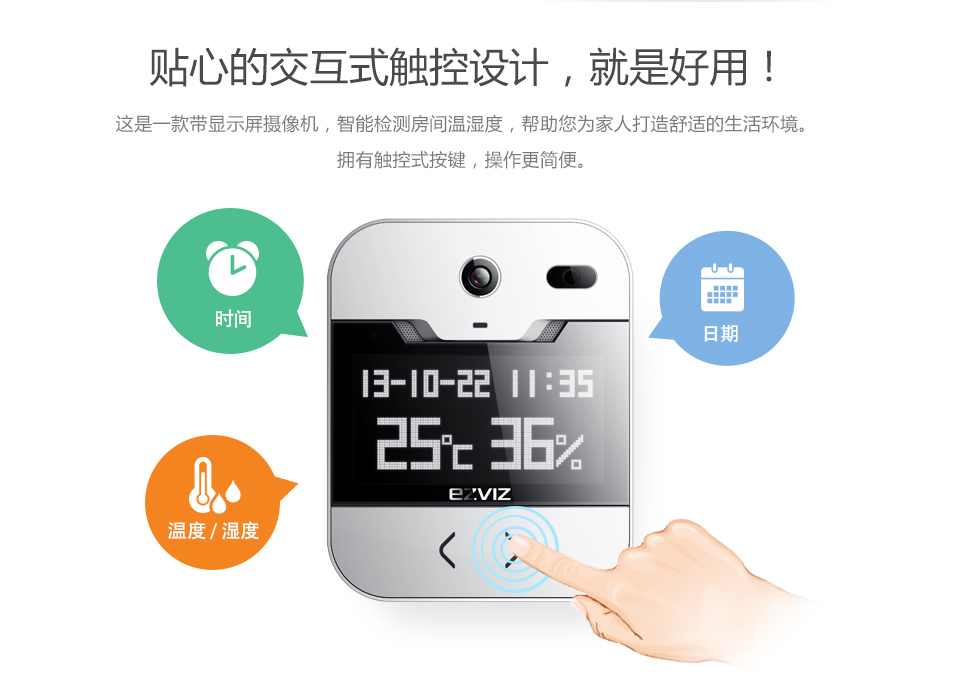 贴心的交互式触控设计，就是好用！
这是一款带显示屏摄像机，智能检测房间温湿度，帮助您为家人打造舒适的生活环境。
拥有触控式按键，操作更简便。
时间
日期
13-10-22 11:35
25℃ 36%
ezviz
温度 / 湿度